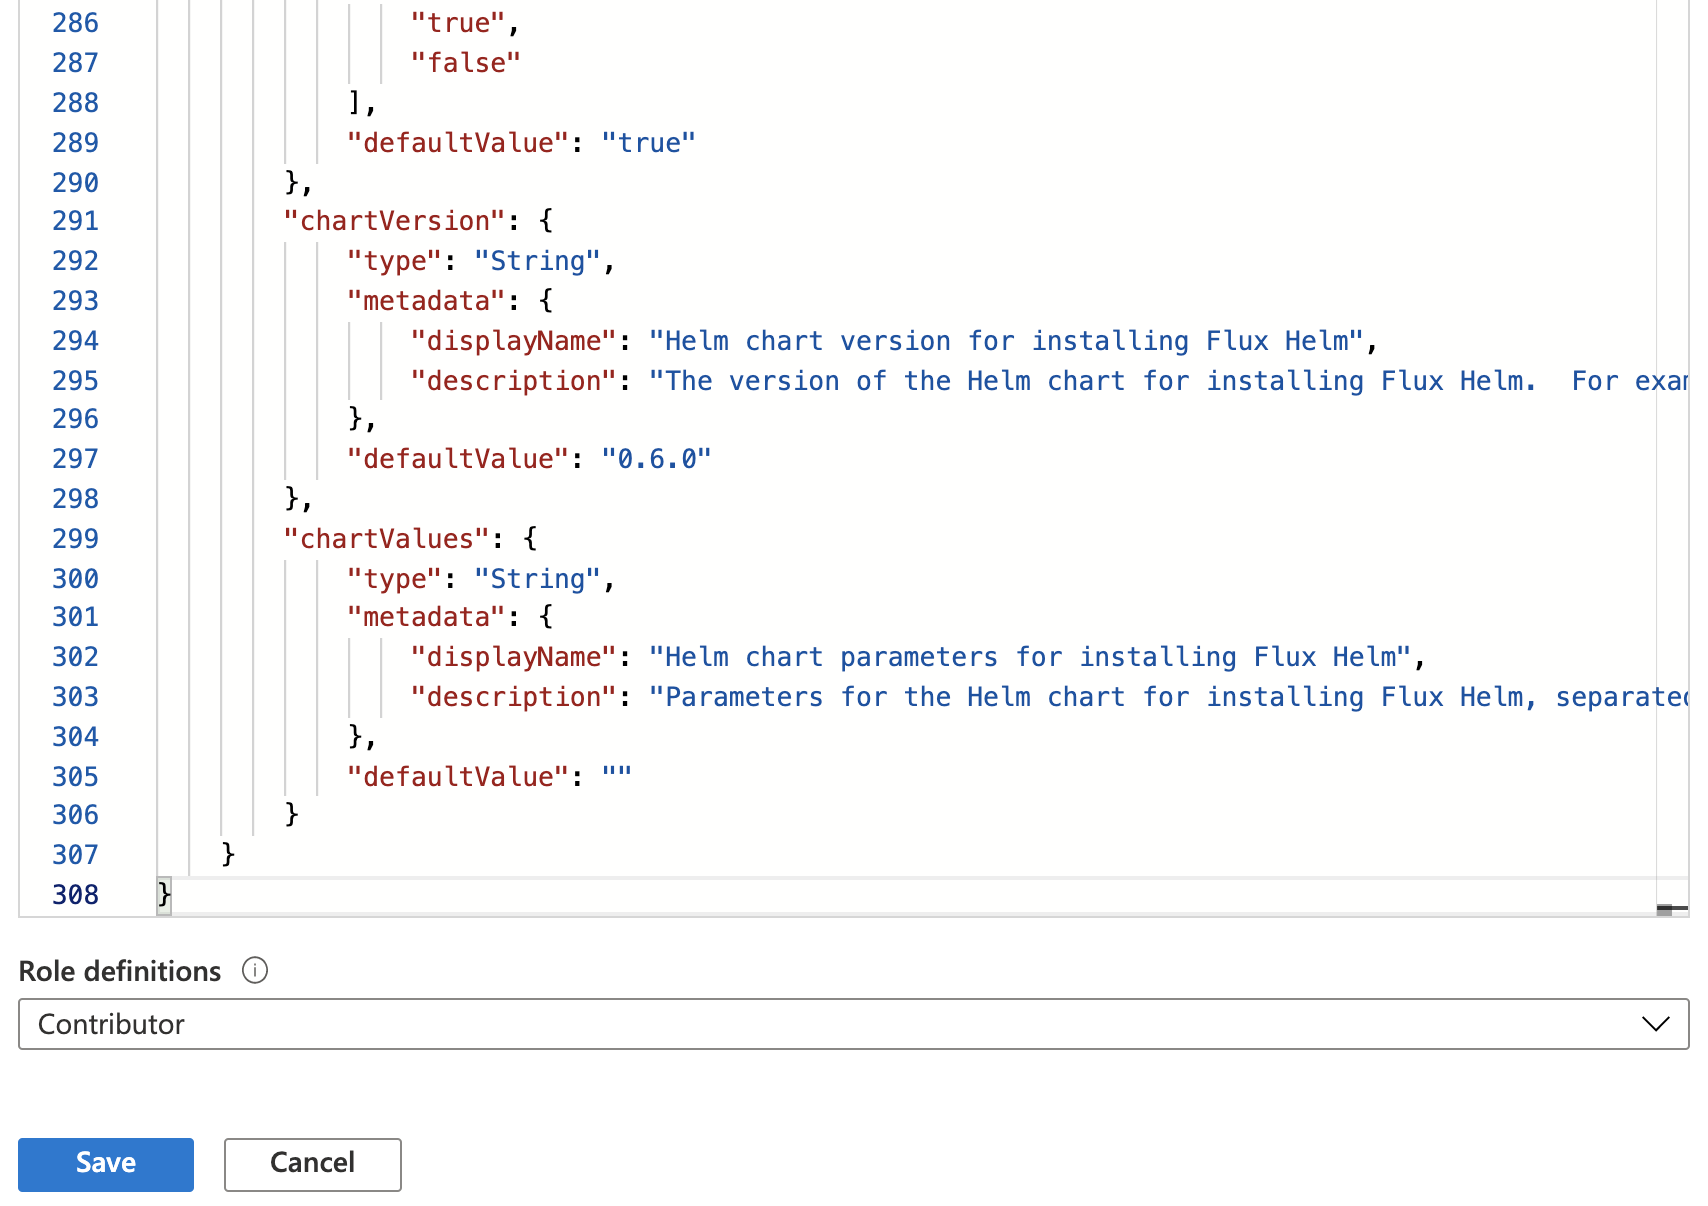 286 "true",
287 "false"
288 ],
289 "defaultValue": "true"
290 },
291 "chartVersion": {
292 "type": "String",
293 "metadata": {
294 "displayName": "Helm chart version for installing Flux Helm",
295 "description": "The version of the Helm chart for installing Flux Helm.  For
296 },
297 "defaultValue": "0.6.0"
298 },
299 "chartValues": {
300 "type": "String",
301 "metadata": {
302 "displayName": "Helm chart parameters for installing Flux Helm",
303 "description": "Parameters for the Helm chart for installing Flux Helm, separated
304 },
305 "defaultValue": ""
306 }
307 }
308 }
Role definitions
Contributor
Save
Cancel